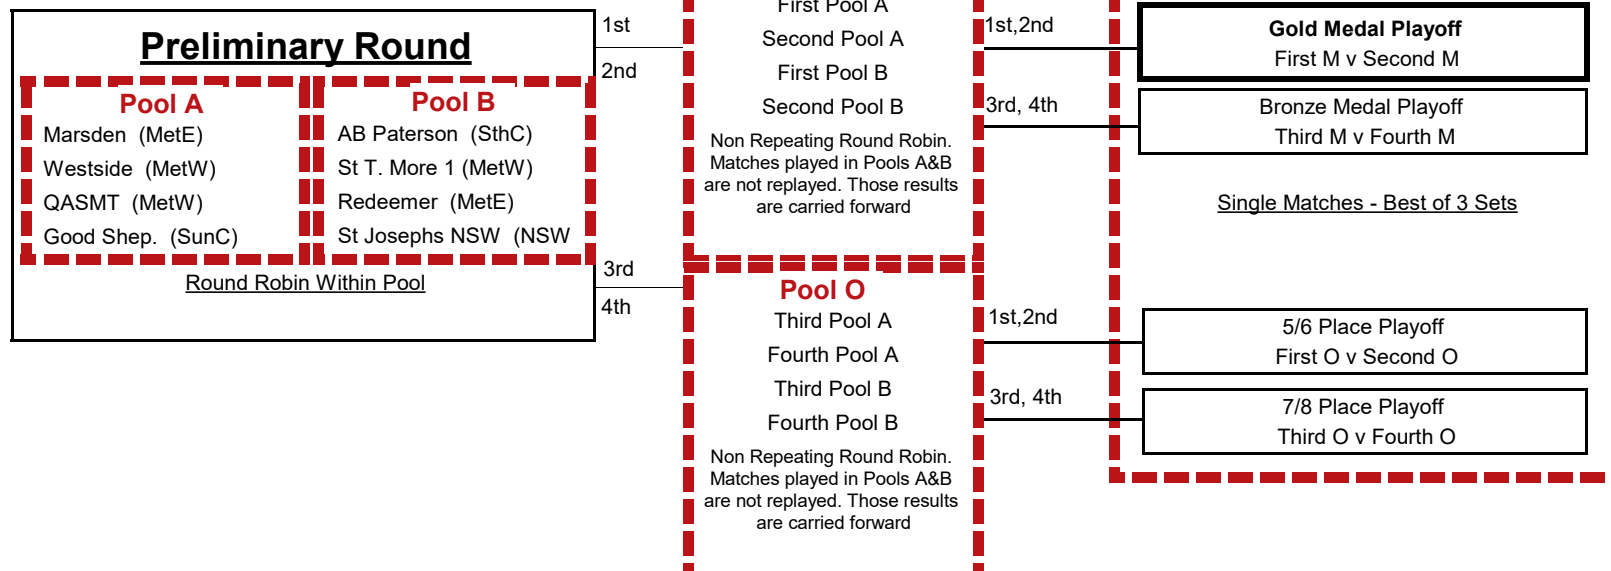 Preliminary Round
Pool A
Marsden (MetE)
Westside (MetW)
QASMT (MetW)
Good Shep. (SunC)
Pool B
AB Paterson (SthC)
St T. More 1 (MetW)
Redeemer (MetE)
St Josephs NSW (NSW
Round Robin Within Pool
1st
2nd
3rd
4th
First Pool A
Second Pool A
First Pool B
Second Pool B
Non Repeating Round Robin.
Matches played in Pools A&B
are not replayed. Those results
are carried forward
Pool O
Third Pool A
Fourth Pool A
Third Pool B
Fourth Pool B
Non Repeating Round Robin.
Matches played in Pools A&B
are not replayed. Those results
are carried forward
1st,2nd
3rd, 4th
1st,2nd
3rd, 4th
Gold Medal Playoff
First M v Second M
Bronze Medal Playoff
Third M v Fourth M
Single Matches - Best of 3 Sets
5/6 Place Playoff
First O v Second O
7/8 Place Playoff
Third O v Fourth O